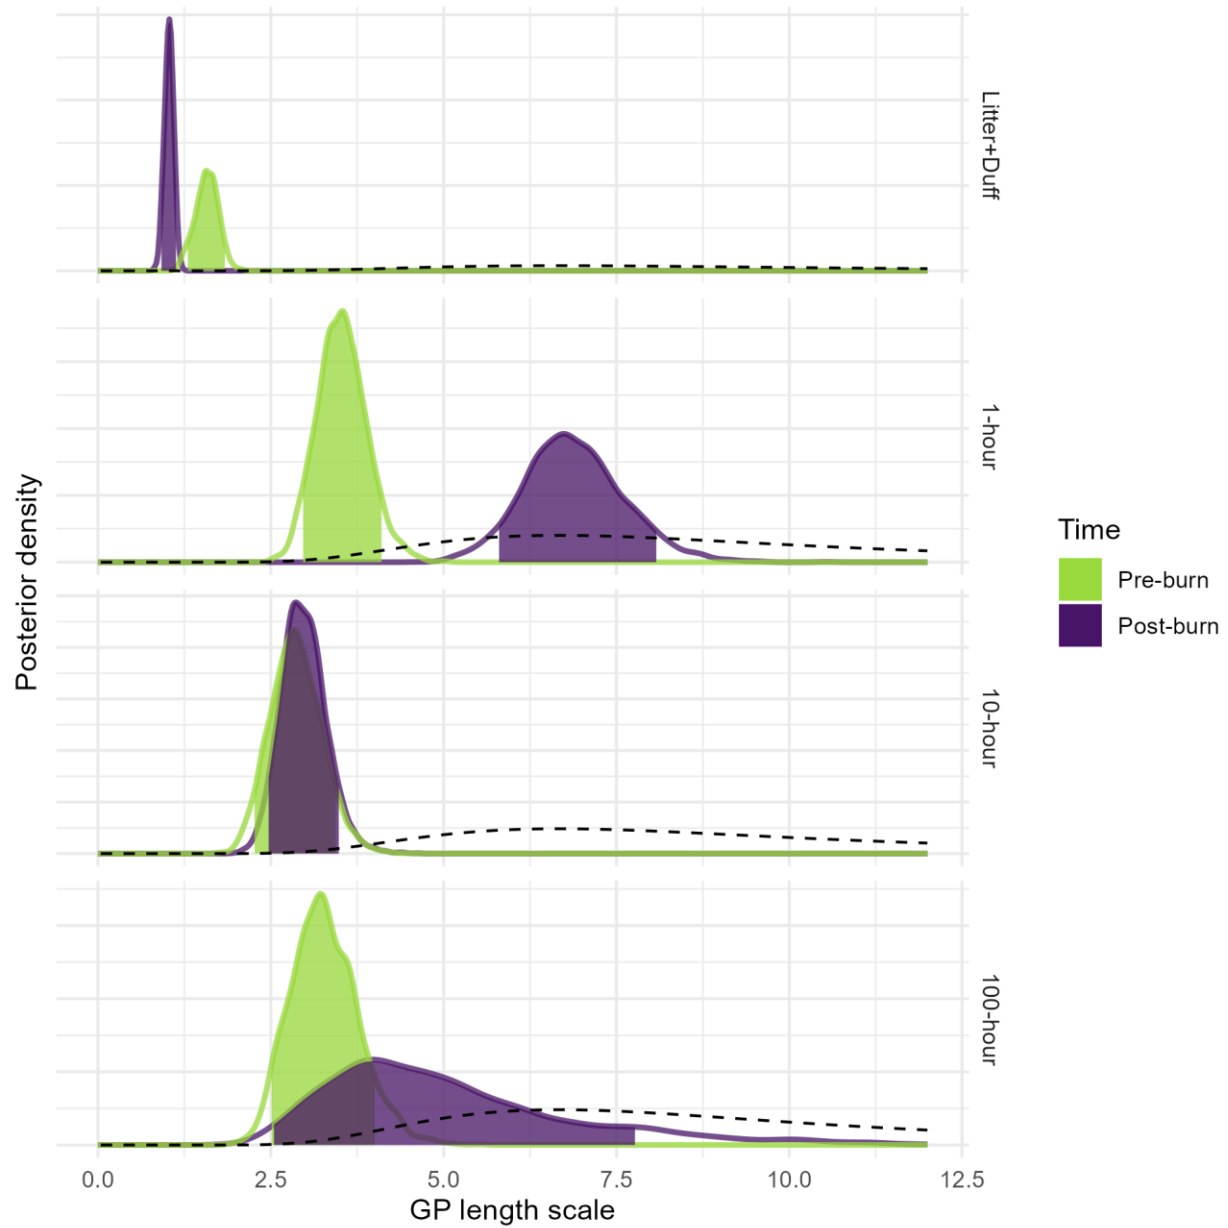 Litter+Duff
1-hour
10-hour
100-hour
Posterior density
0.0 2.5 5.0 7.5 10.0 12.5
GP length scale
Time
Pre-burn
Post-burn